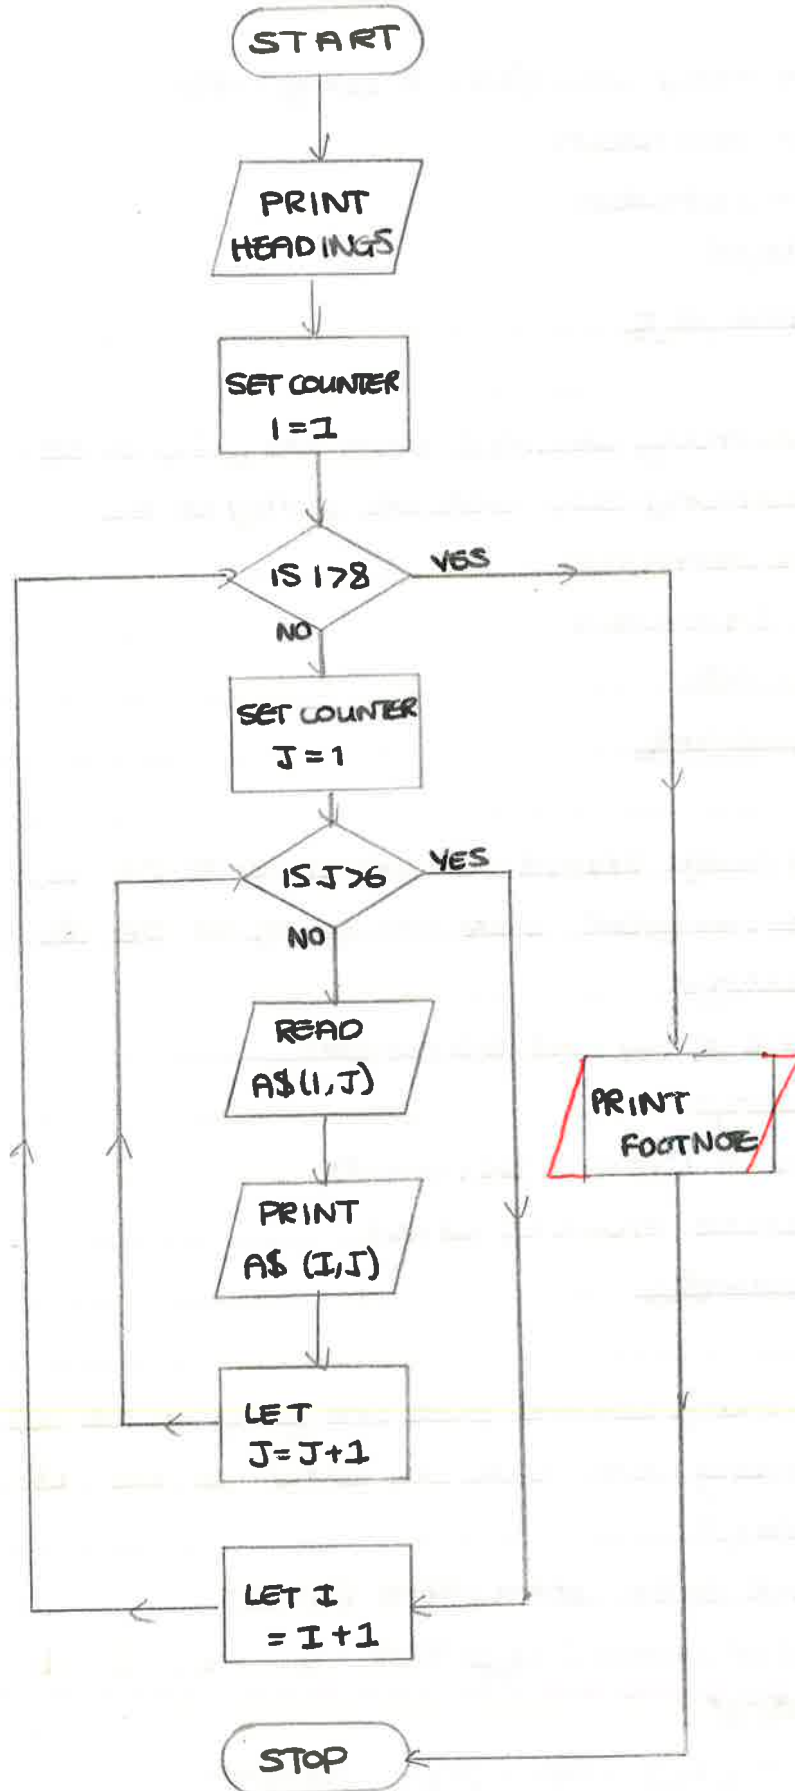 START
PRINT
HEADINGS
SET COUNTER
I=1
IS I>8
YES
NO
SET COUNTER
J=1
IS J>6
YES
NO
READ
A$(I,J)
PRINT
A$ (I,J)
LET
J=J+1
LET I
=I+1
PRINT
FOOTNOTE
STOP